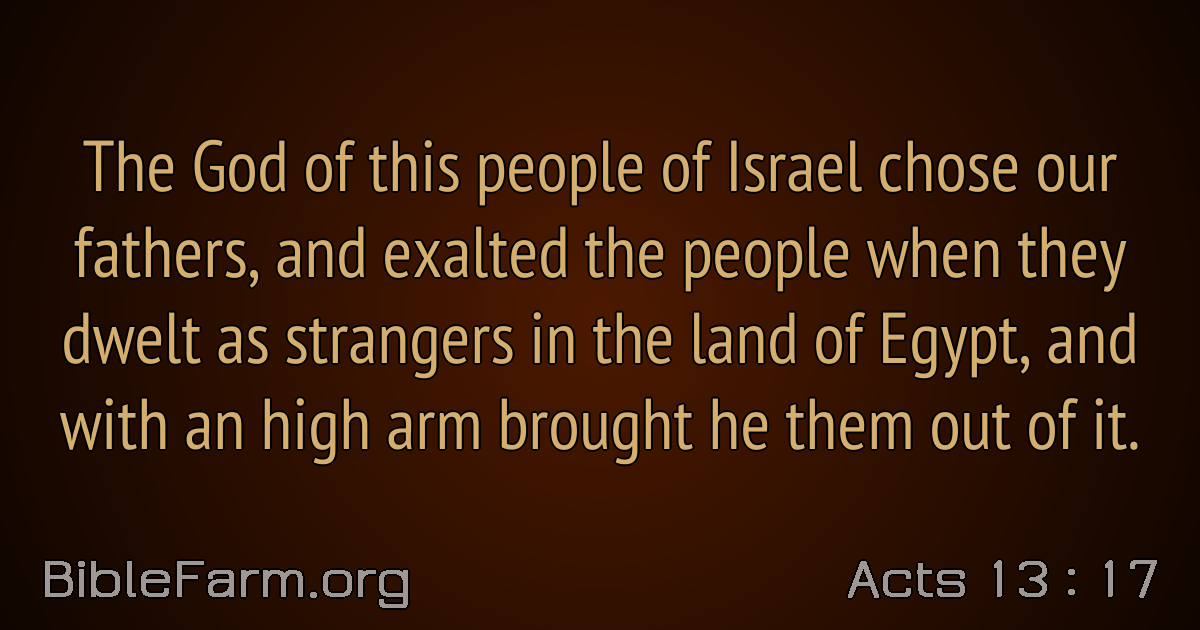 The God of this people of Israel chose our
fathers, and exalted the people when they
dwelt as strangers in the land of Egypt, and
with an high arm brought he them out of it.
BibleFarm.org
Acts 13 : 17